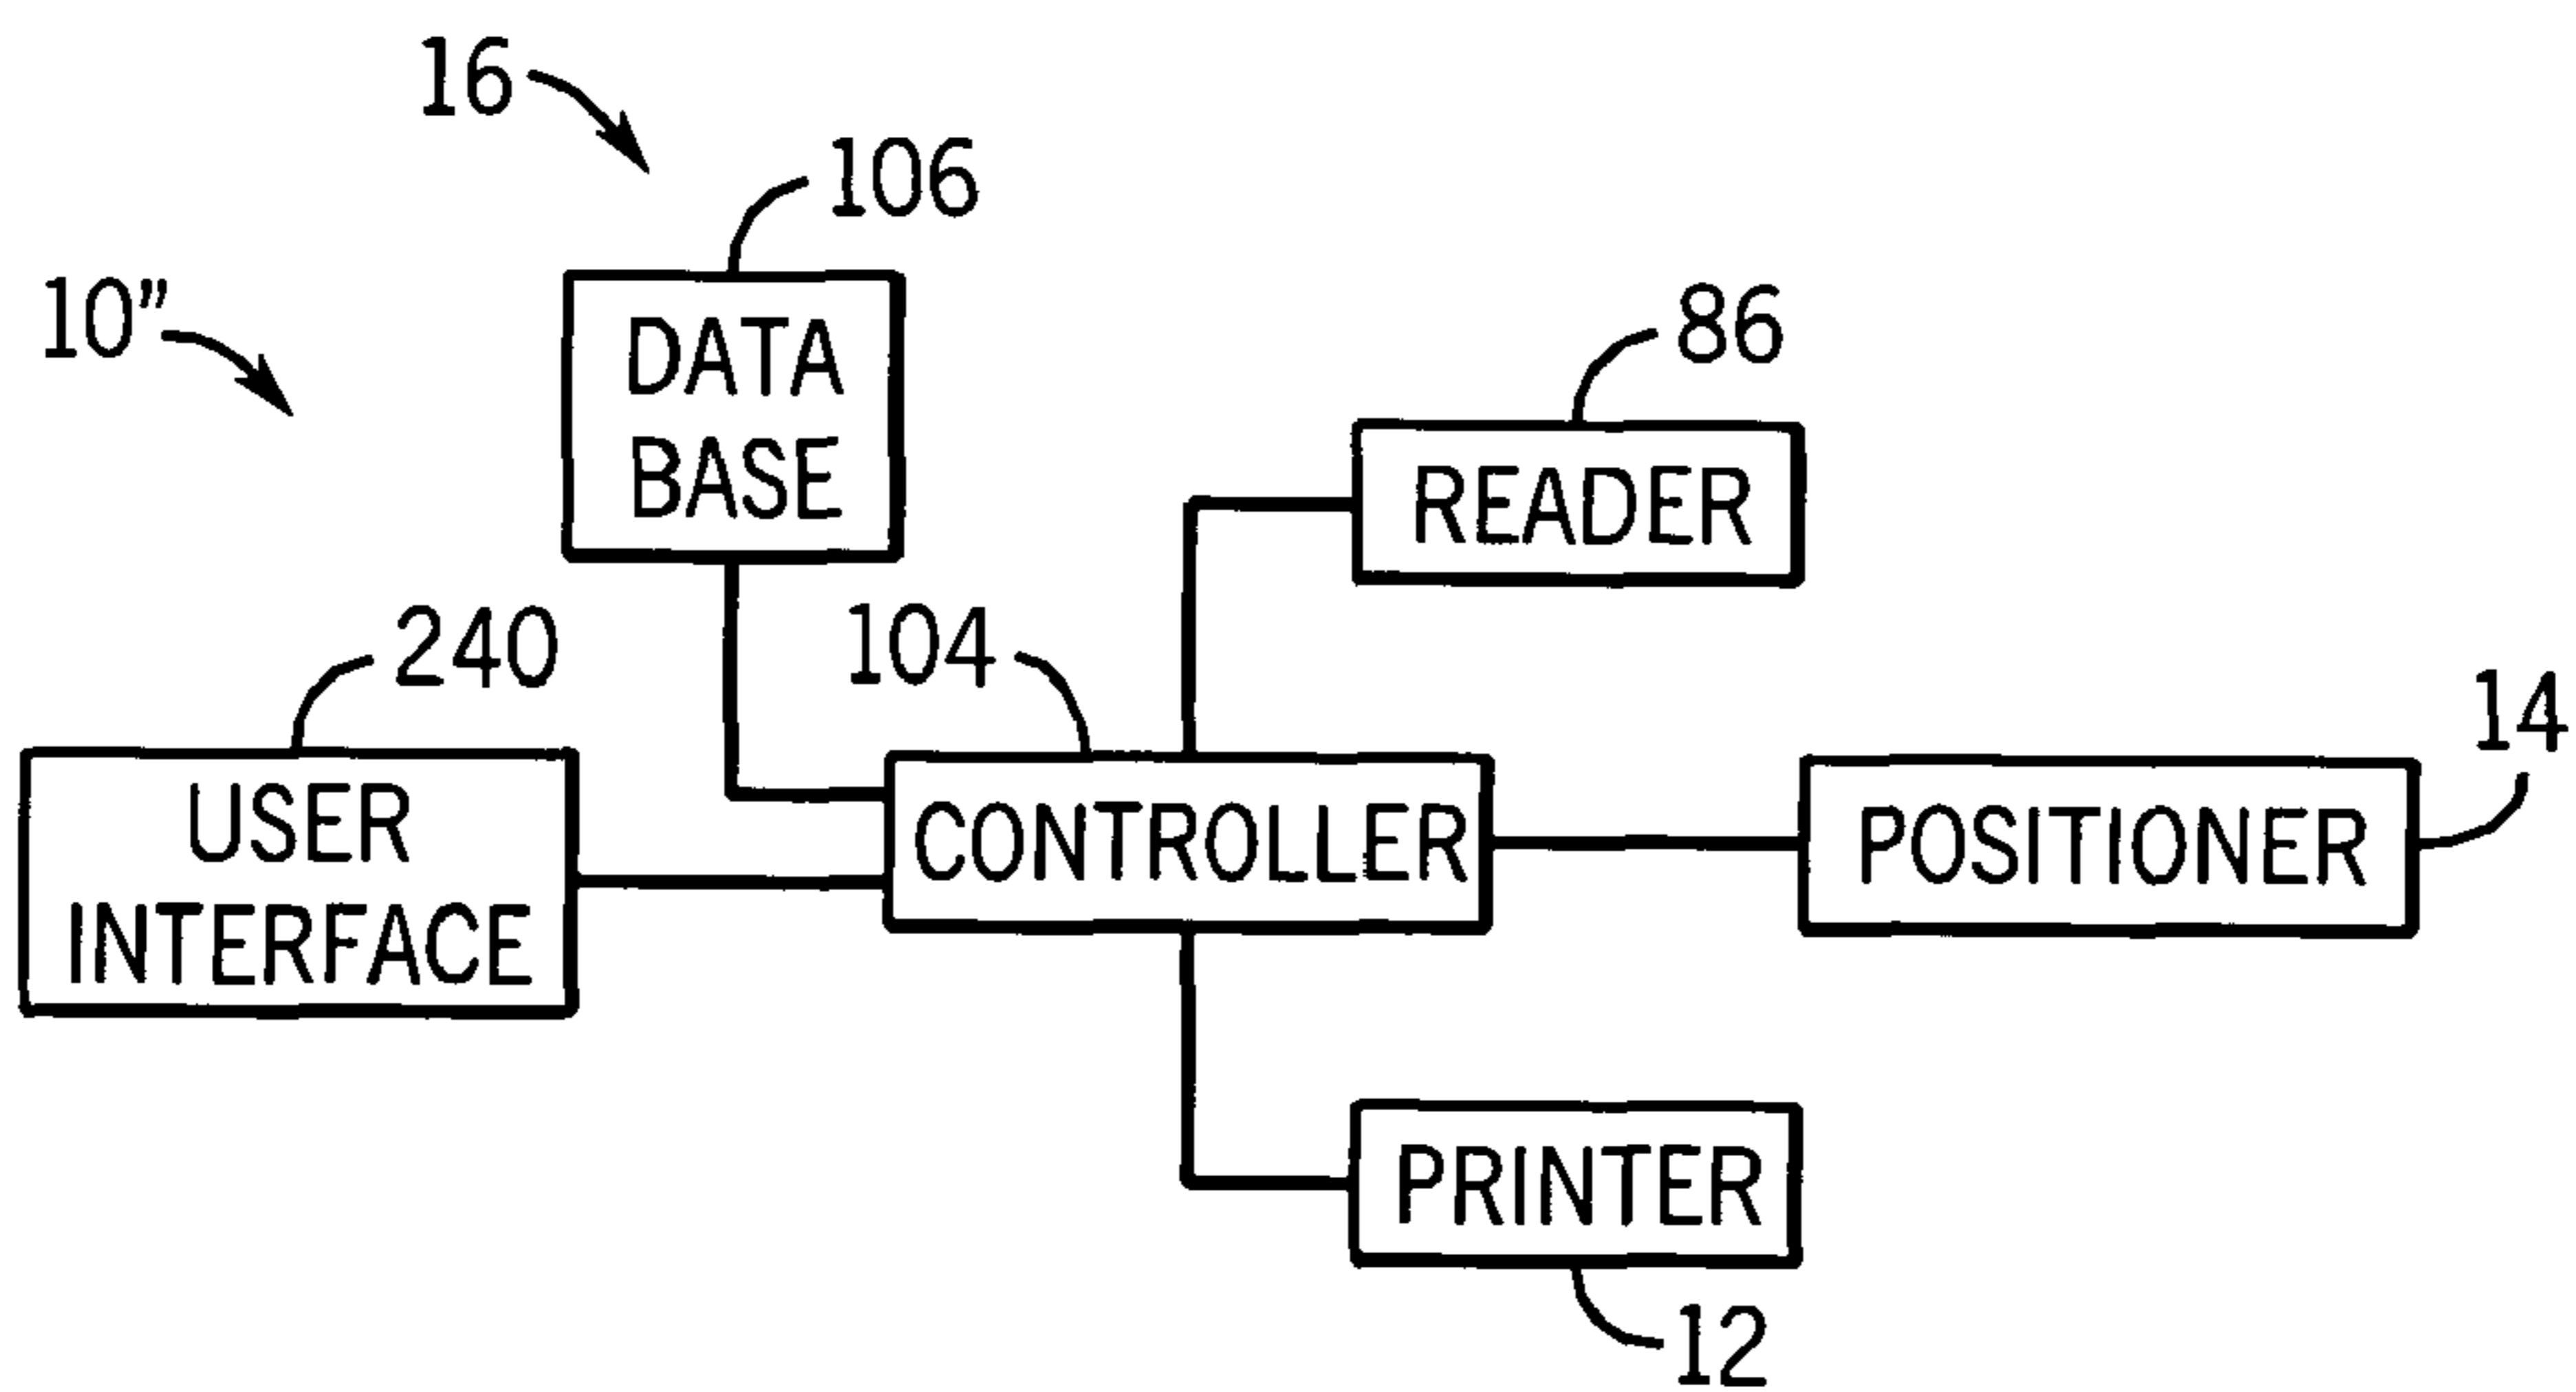 16
106
10”
DATA
BASE
86
READER
240
104
14
USER
INTERFACE
CONTROLLER
POSITIONER
PRINTER
12